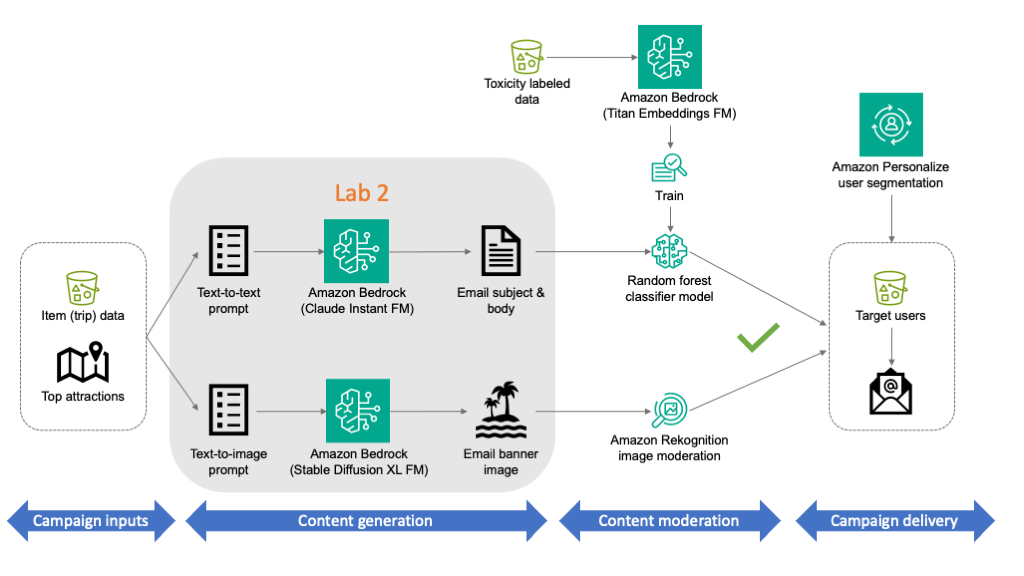 Toxicity labeled
data
Amazon Bedrock
(Titan Embeddings FM)
Train
Amazon Personalize
user segmentation
Lab 2
Item (trip) data
Top attractions
Text-to-text
prompt
Amazon Bedrock
(Claude Instant FM)
Email subject &
body
Random forest
classifier model
Target users
@
Text-to-image
prompt
Amazon Bedrock
(Stable Diffusion XL FM)
Email banner
image
Amazon Rekognition
image moderation
Campaign inputs
Content generation
Content moderation
Campaign delivery